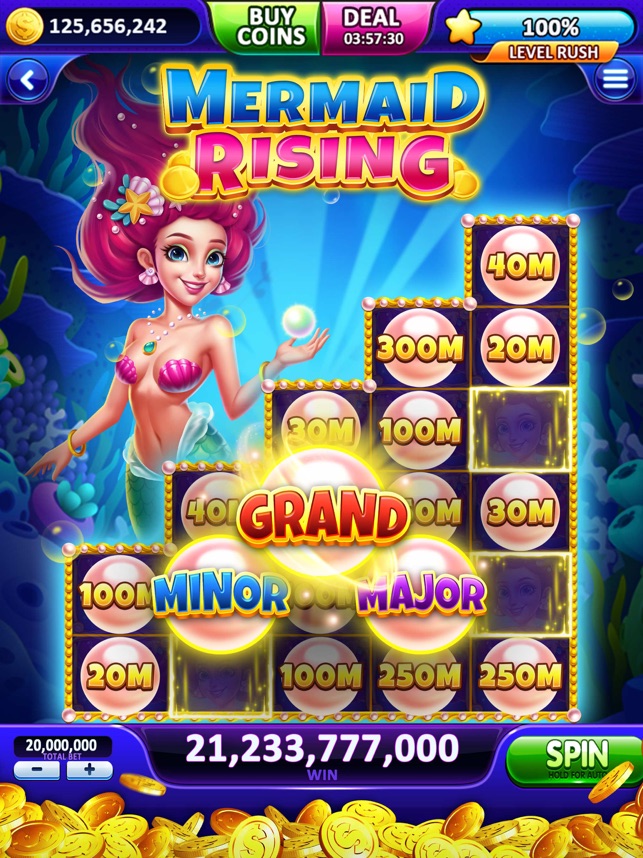 125,656,242
BUY
COINS
DEAL
03:57:30
100%
LEVEL RUSH
MERMAID
RISING
40M
300M
20M
30M
100M
GRAND
30M
100M
MINOR
MAJOR
20M
100M
250M
250M
20,000,000
TOTAL BET
21,233,777,000
WIN
SPIN
HOLD FOR AUTO